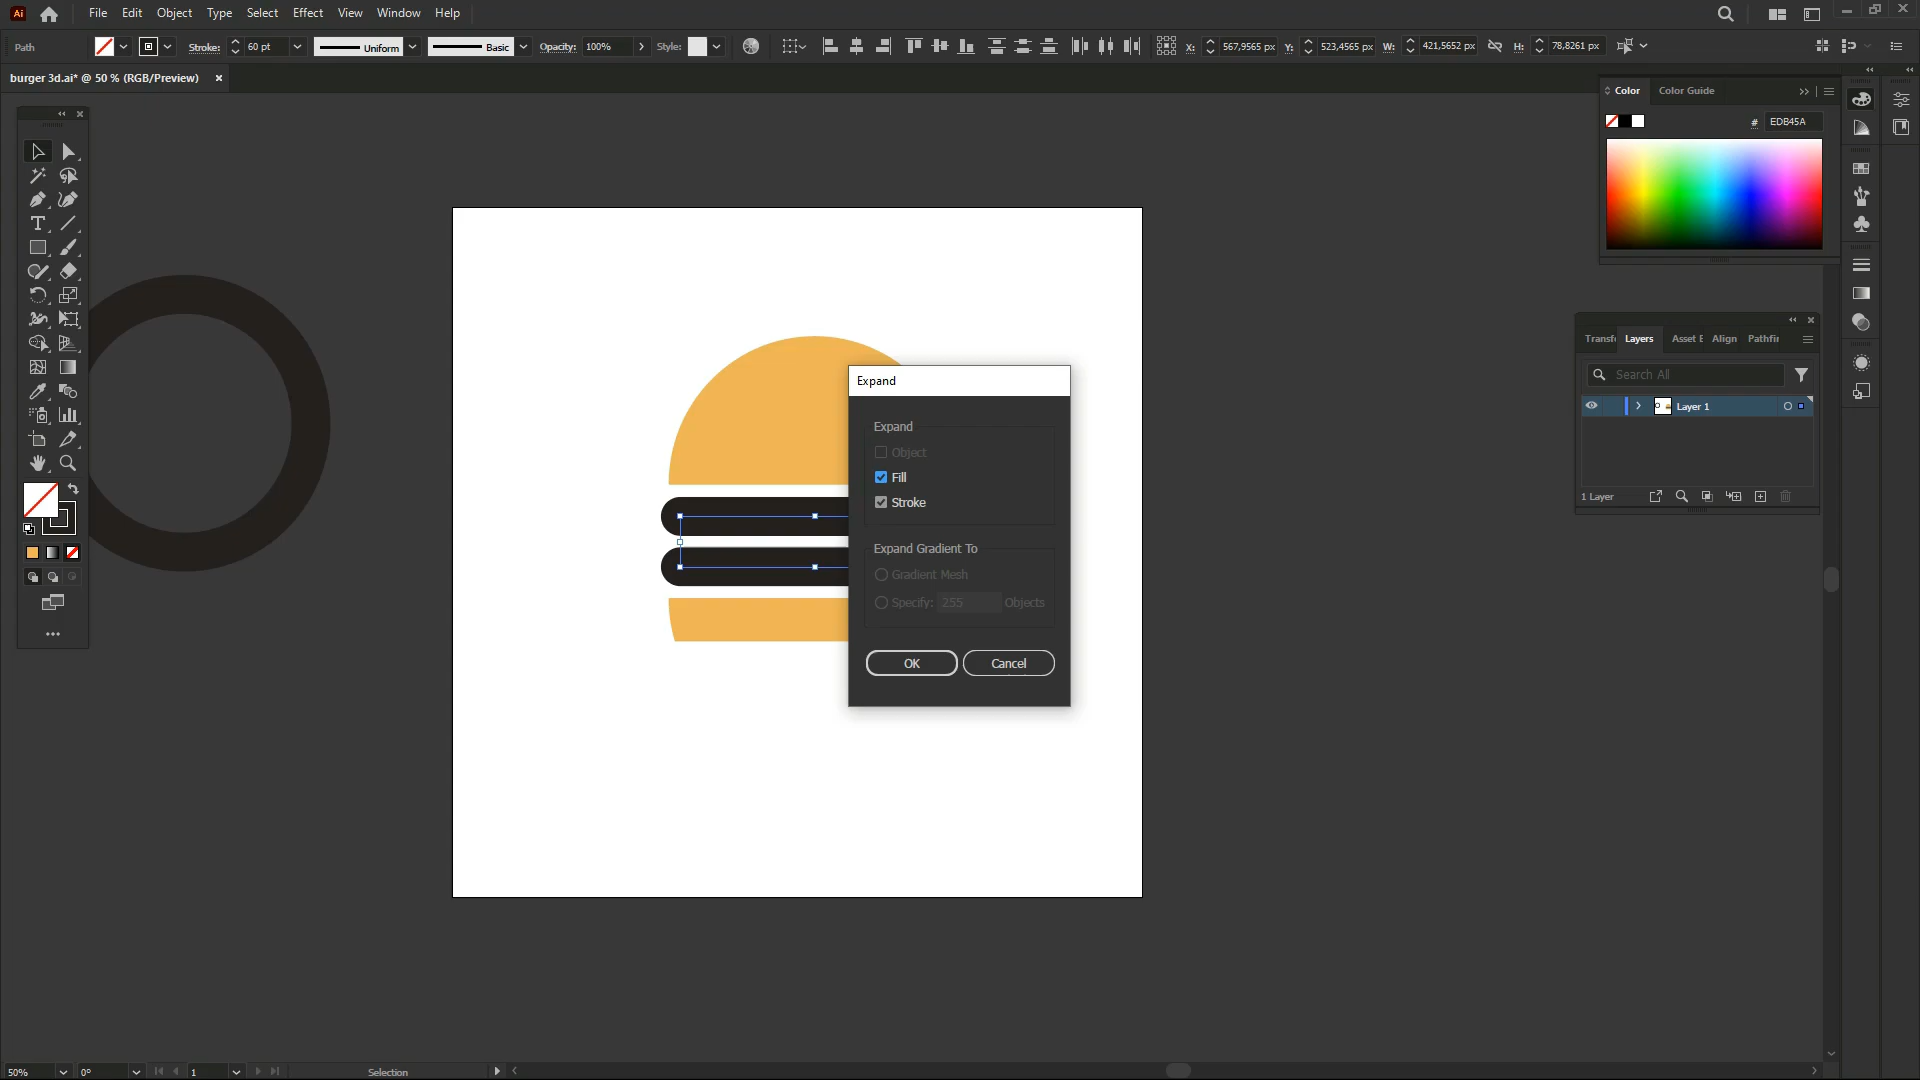 Ai File Edit Object Type Select Effect View Window Help
Path Stroke: 60 pt Uniform Basic Opacity: 100% Style: X: 567,9565 px Y: 523,4565 px W: 421,5652 px H: 78,8261 px
burger 3d.ai* @ 50 % (RGB/Preview)
Color Color Guide
# EDB45A
Transf Layers Asset E Align Pathfi
Search All
Layer 1
1 Layer
Expand
Expand
Object
Fill
Stroke
Expand Gradient To
Gradient Mesh
Specify: 255 Objects
OK Cancel
50% 0° 1 Selection